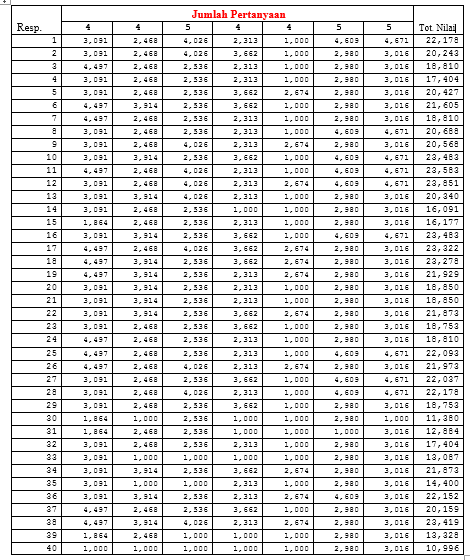 Jumlah Pertanyaan
Resp. 4 4 5 4 4 5 5 Tot. Nilai
1 3,091 2,468 4,026 2,313 1,000 4,609 4,671 22,178
2 3,091 2,468 4,026 3,662 1,000 2,980 3,016 20,243
3 4,497 2,468 2,536 2,313 1,000 2,980 3,016 18,810
4 3,091 2,468 2,536 2,313 1,000 2,980 3,016 17,404
5 3,091 2,468 2,536 3,662 2,674 2,980 3,016 20,427
6 4,497 3,914 2,536 3,662 1,000 2,980 3,016 21,605
7 4,497 2,468 2,536 2,313 1,000 2,980 3,016 18,810
8 3,091 2,468 2,536 2,313 1,000 4,609 4,671 20,688
9 3,091 2,468 4,026 2,313 2,674 2,980 3,016 20,568
10 3,091 3,914 2,536 3,662 1,000 4,609 4,671 23,483
11 4,497 2,468 4,026 2,313 1,000 4,609 4,671 23,583
12 3,091 2,468 4,026 2,313 2,674 4,609 4,671 23,851
13 3,091 3,914 4,026 2,313 1,000 2,980 3,016 20,340
14 3,091 2,468 2,536 1,000 1,000 2,980 3,016 16,091
15 1,864 2,468 2,536 2,313 1,000 2,980 3,016 16,177
16 3,091 3,914 2,536 3,662 1,000 4,609 4,671 23,483
17 4,497 2,468 4,026 3,662 2,674 2,980 3,016 23,322
18 4,497 3,914 2,536 3,662 2,674 2,980 3,016 23,278
19 4,497 3,914 2,536 2,313 2,674 2,980 3,016 21,929
20 3,091 3,914 2,536 2,313 1,000 2,980 3,016 18,850
21 3,091 3,914 2,536 2,313 1,000 2,980 3,016 18,850
22 3,091 3,914 2,536 3,662 2,674 2,980 3,016 21,873
23 3,091 2,468 2,536 3,662 1,000 2,980 3,016 18,753
24 4,497 2,468 2,536 2,313 1,000 2,980 3,016 18,810
25 4,497 2,468 2,536 2,313 1,000 4,609 4,671 22,093
26 4,497 2,468 4,026 2,313 2,674 2,980 3,016 21,973
27 3,091 2,468 2,536 3,662 1,000 4,609 4,671 22,037
28 3,091 2,468 4,026 2,313 1,000 4,609 4,671 22,178
29 3,091 2,468 2,536 3,662 1,000 2,980 3,016 18,753
30 1,864 1,000 2,536 1,000 1,000 2,980 1,000 11,380
31 1,864 2,468 2,536 1,000 1,000 1,000 3,016 12,884
32 3,091 2,468 2,536 2,313 1,000 2,980 3,016 17,404
33 3,091 1,000 1,000 1,000 1,000 2,980 3,016 13,087
34 3,091 3,914 2,536 3,662 2,674 2,980 3,016 21,873
35 3,091 1,000 1,000 2,313 1,000 2,980 3,016 14,400
36 3,091 3,914 2,536 2,313 2,674 4,609 3,016 22,152
37 4,497 2,468 2,536 3,662 1,000 2,980 3,016 20,159
38 4,497 3,914 4,026 2,313 2,674 2,980 3,016 23,419
39 1,864 2,468 1,000 1,000 1,000 2,980 3,016 13,328
40 1,000 1,000 1,000 1,000 1,000 2,980 3,016 10,996